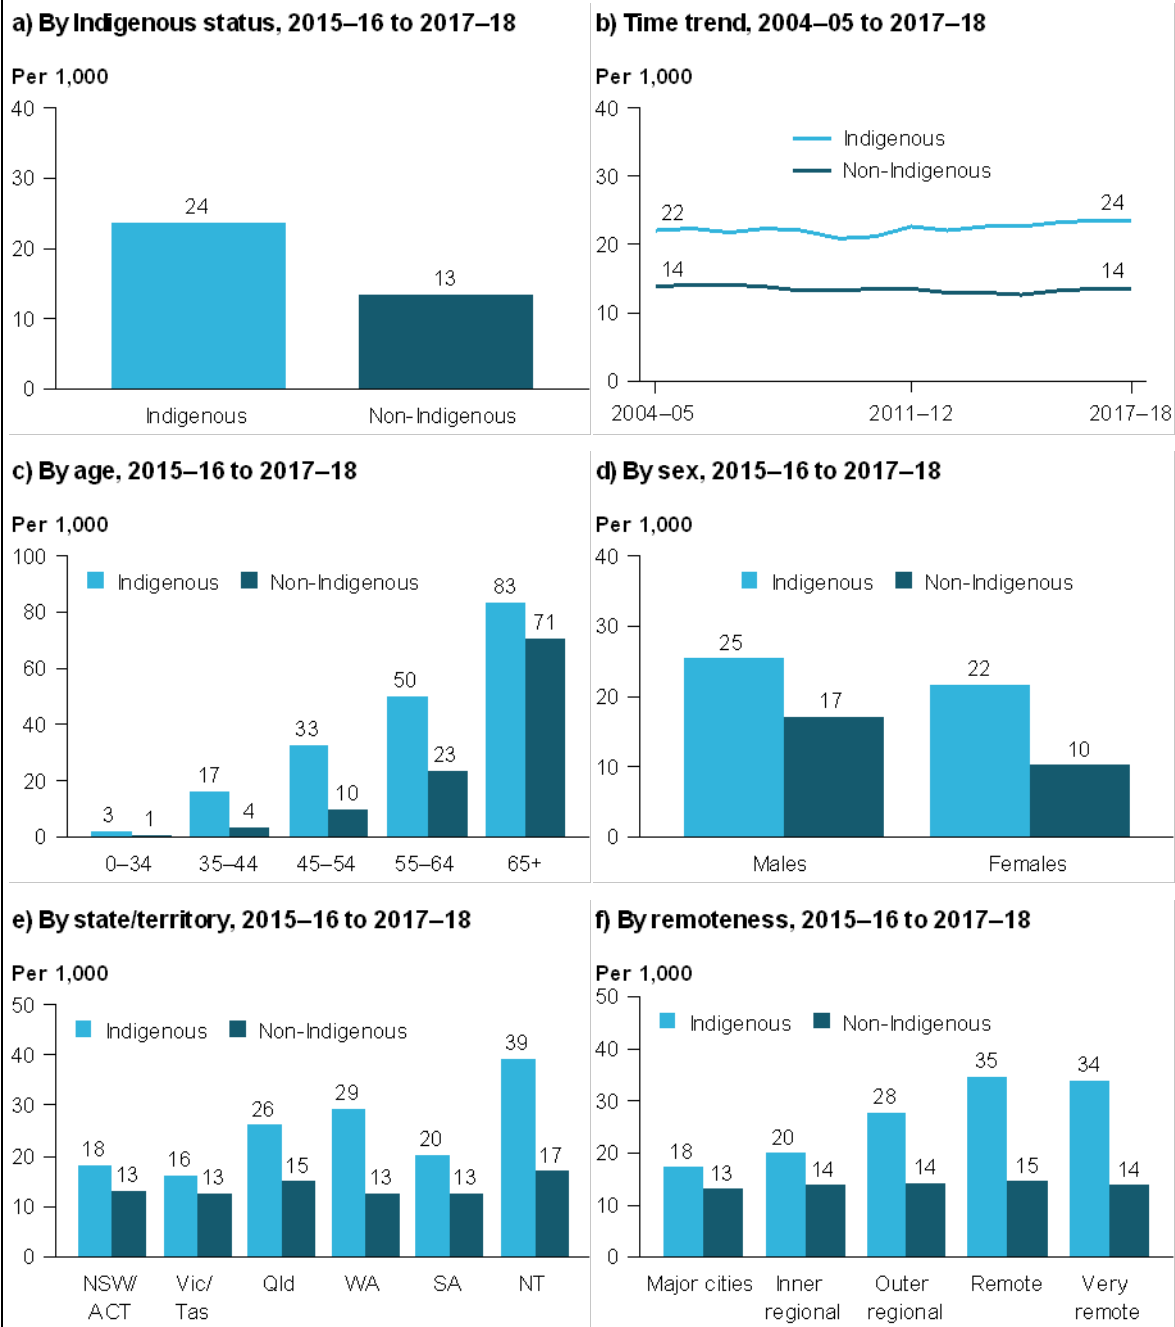 a) By Indigenous status, 2015–16 to 2017–18
Per 1,000
40
30
20
10
0
24
13
Indigenous
Non-Indigenous
b) Time trend, 2004–05 to 2017–18
Per 1,000
40
30
20
10
0
Indigenous
Non-Indigenous
22
24
14
14
2004–05
2011–12
2017–18
c) By age, 2015–16 to 2017–18
Per 1,000
100
80
60
40
20
0
Indigenous
Non-Indigenous
3
1
17
4
33
10
50
23
83
71
0–34
35–44
45–54
55–64
65+
d) By sex, 2015–16 to 2017–18
Per 1,000
40
30
20
10
0
Indigenous
Non-Indigenous
25
17
22
10
Males
Females
e) By state/territory, 2015–16 to 2017–18
Per 1,000
50
40
30
20
10
0
Indigenous
Non-Indigenous
18
13
16
13
26
15
29
13
20
13
39
17
NSW/
ACT
Vic/
Tas
Qld
WA
SA
NT
f) By remoteness, 2015–16 to 2017–18
Per 1,000
50
40
30
20
10
0
Indigenous
Non-Indigenous
18
13
20
14
28
14
35
15
34
14
Major cities
Inner
regional
Outer
regional
Remote
Very
remote